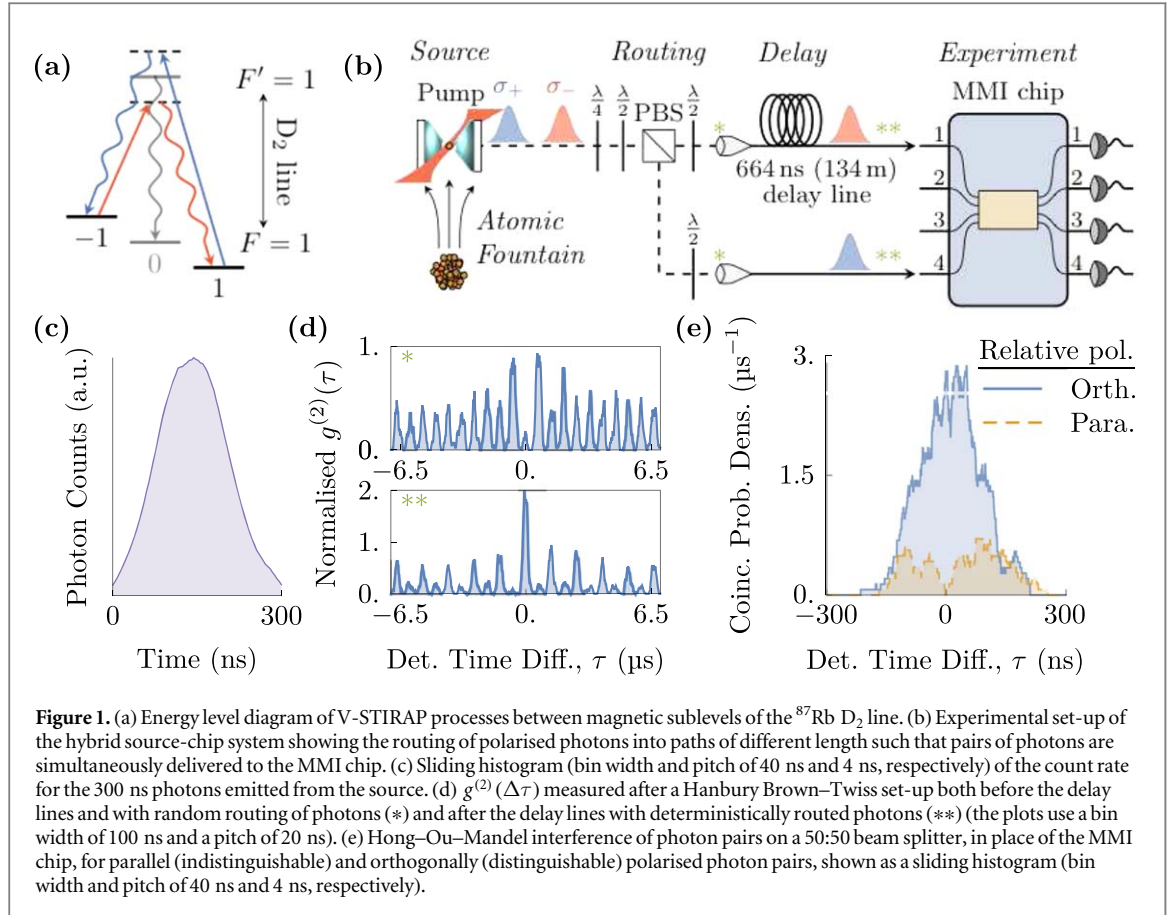 (a)
F′ = 1
D₂ line
F = 1
−1
0
1
(b)
Source
Routing
Delay
Experiment
Pump
σ₊
σ₋
λ/4
λ/2
PBS
λ/2
*
**
664 ns (134 m)
delay line
MMI chip
1
2
3
4
1
2
3
4
Atomic
Fountain
λ/2
*
**
(c)
Photon Counts (a.u.)
0
300
Time (ns)
(d)
Normalised g⁽²⁾(τ)
1.
*
0.
−6.5
0.
6.5
2.
**
1.
0.
−6.5
0.
6.5
Det. Time Diff., τ (µs)
(e)
Coinc. Prob. Dens. (µs⁻¹)
3.
1.5
0.
−300
0
300
Det. Time Diff., τ (ns)
Relative pol.
Orth.
Para.
Figure 1. (a) Energy level diagram of V-STIRAP processes between magnetic sublevels of the ⁸⁷Rb D₂ line. (b) Experimental set-up of
the hybrid source-chip system showing the routing of polarised photons into paths of different length such that pairs of photons are
simultaneously delivered to the MMI chip. (c) Sliding histogram (bin width and pitch of 40 ns and 4 ns, respectively) of the count rate
for the 300 ns photons emitted from the source. (d) g⁽²⁾(Δτ) measured after a Hanbury Brown–Twiss set-up both before the delay
lines and with random routing of photons (*) and after the delay lines with deterministically routed photons (**) (the plots use a bin
width of 100 ns and a pitch of 20 ns). (e) Hong–Ou–Mandel interference of photon pairs on a 50:50 beam splitter, in place of the MMI
chip, for parallel (indistinguishable) and orthogonally (distinguishable) polarised photon pairs, shown as a sliding histogram (bin
width and pitch of 40 ns and 4 ns, respectively).